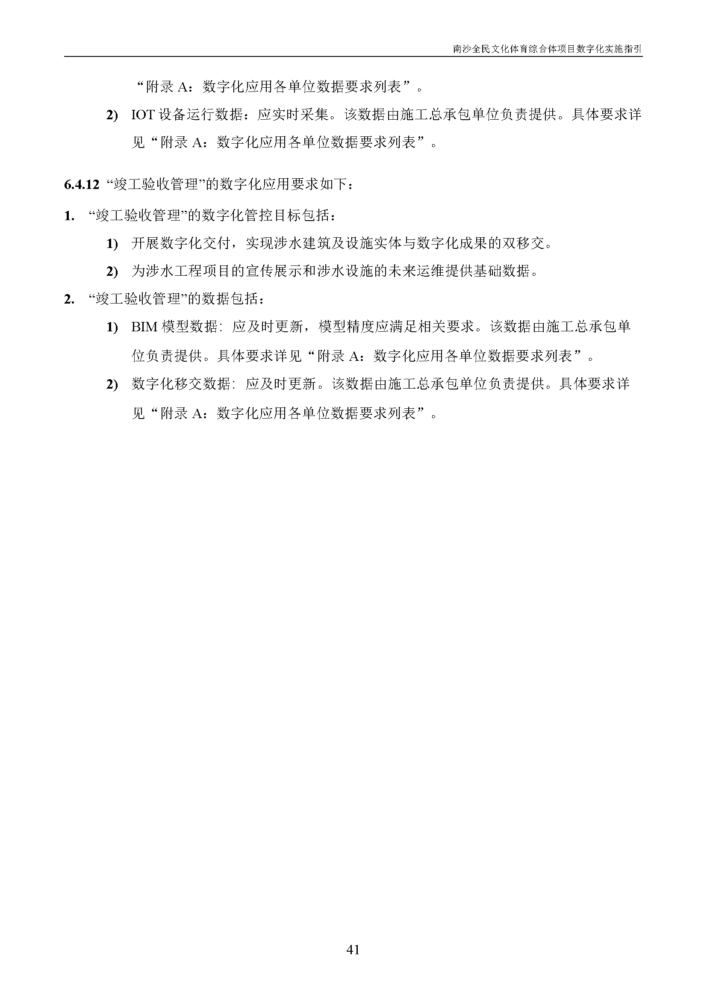 南沙全民文化体育综合体项目数字化实施指引
“附录 A：数字化应用各单位数据要求列表”。
2) IOT 设备运行数据：应实时采集。该数据由施工总承包单位负责提供。具体要求详
见“附录 A：数字化应用各单位数据要求列表”。
6.4.12 “竣工验收管理”的数字化应用要求如下：
1. “竣工验收管理”的数字化管控目标包括：
1) 开展数字化交付，实现涉水建筑及设施实体与数字化成果的双移交。
2) 为涉水工程项目的宣传展示和涉水设施的未来运维提供基础数据。
2. “竣工验收管理”的数据包括：
1) BIM 模型数据：应及时更新，模型精度应满足相关要求。该数据由施工总承包单
位负责提供。具体要求详见“附录 A：数字化应用各单位数据要求列表”。
2) 数字化移交数据：应及时更新。该数据由施工总承包单位负责提供。具体要求详
见“附录 A：数字化应用各单位数据要求列表”。
41